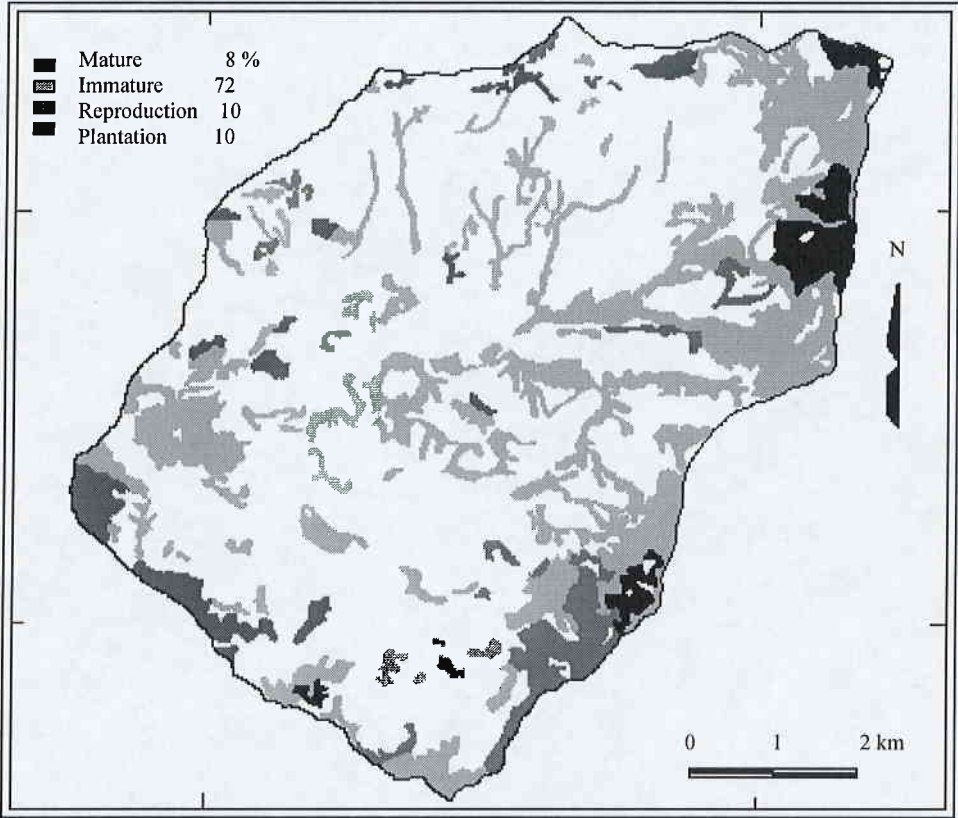 Mature 8 %
Immature 72
Reproduction 10
Plantation 10
N
0 1 2 km